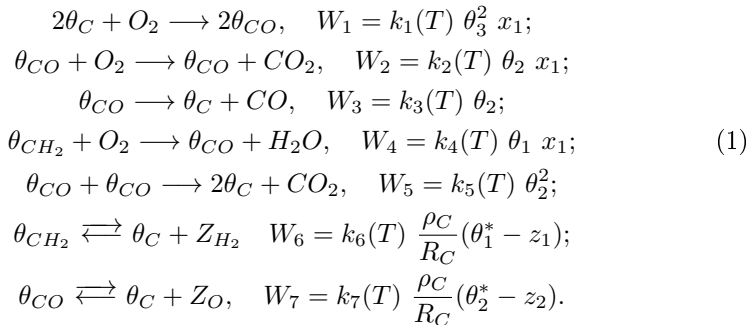 2θ_C + O_2 ⟶ 2θ_{CO}, W_1 = k_1(T) θ_3^2 x_1;
θ_{CO} + O_2 ⟶ θ_{CO} + CO_2, W_2 = k_2(T) θ_2 x_1;
θ_{CO} ⟶ θ_C + CO, W_3 = k_3(T) θ_2;
θ_{CH_2} + O_2 ⟶ θ_{CO} + H_2O, W_4 = k_4(T) θ_1 x_1; (1)
θ_{CO} + θ_{CO} ⟶ 2θ_C + CO_2, W_5 = k_5(T) θ_2^2;
θ_{CH_2} ⇄ θ_C + Z_{H_2} W_6 = k_6(T) \frac{ρ_C}{R_C}(θ_1^* − z_1);
θ_{CO} ⇄ θ_C + Z_O, W_7 = k_7(T) \frac{ρ_C}{R_C}(θ_2^* − z_2).